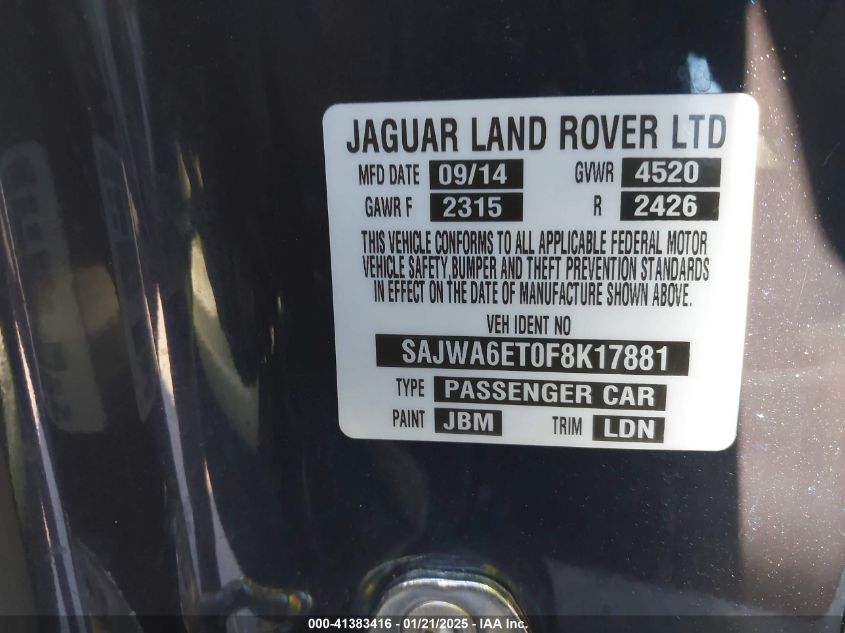 JAGUAR LAND ROVER LTD
MFD DATE 09/14 GVWR 4520
GAWR F 2315 R 2426
THIS VEHICLE CONFORMS TO ALL APPLICABLE FEDERAL MOTOR
VEHICLE SAFETY, BUMPER AND THEFT PREVENTION STANDARDS
IN EFFECT ON THE DATE OF MANUFACTURE SHOWN ABOVE.
VEH IDENT NO
SAJWA6ET0F8K17881
TYPE PASSENGER CAR
PAINT JBM TRIM LDN
000-41383416 - 01/21/2025 - IAA Inc.